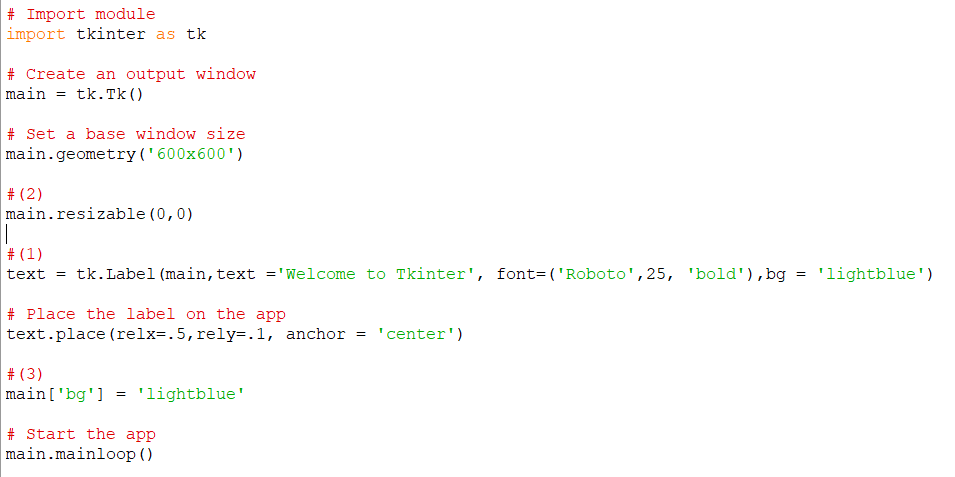 # Import module
import tkinter as tk
# Create an output window
main = tk.Tk()
# Set a base window size
main.geometry('600x600')
#(2)
main.resizable(0,0)
#(1)
text = tk.Label(main,text ='Welcome to Tkinter', font=('Roboto',25, 'bold'),bg = 'lightblue')
# Place the label on the app
text.place(relx=.5,rely=.1, anchor = 'center')
#(3)
main['bg'] = 'lightblue'
# Start the app
main.mainloop()